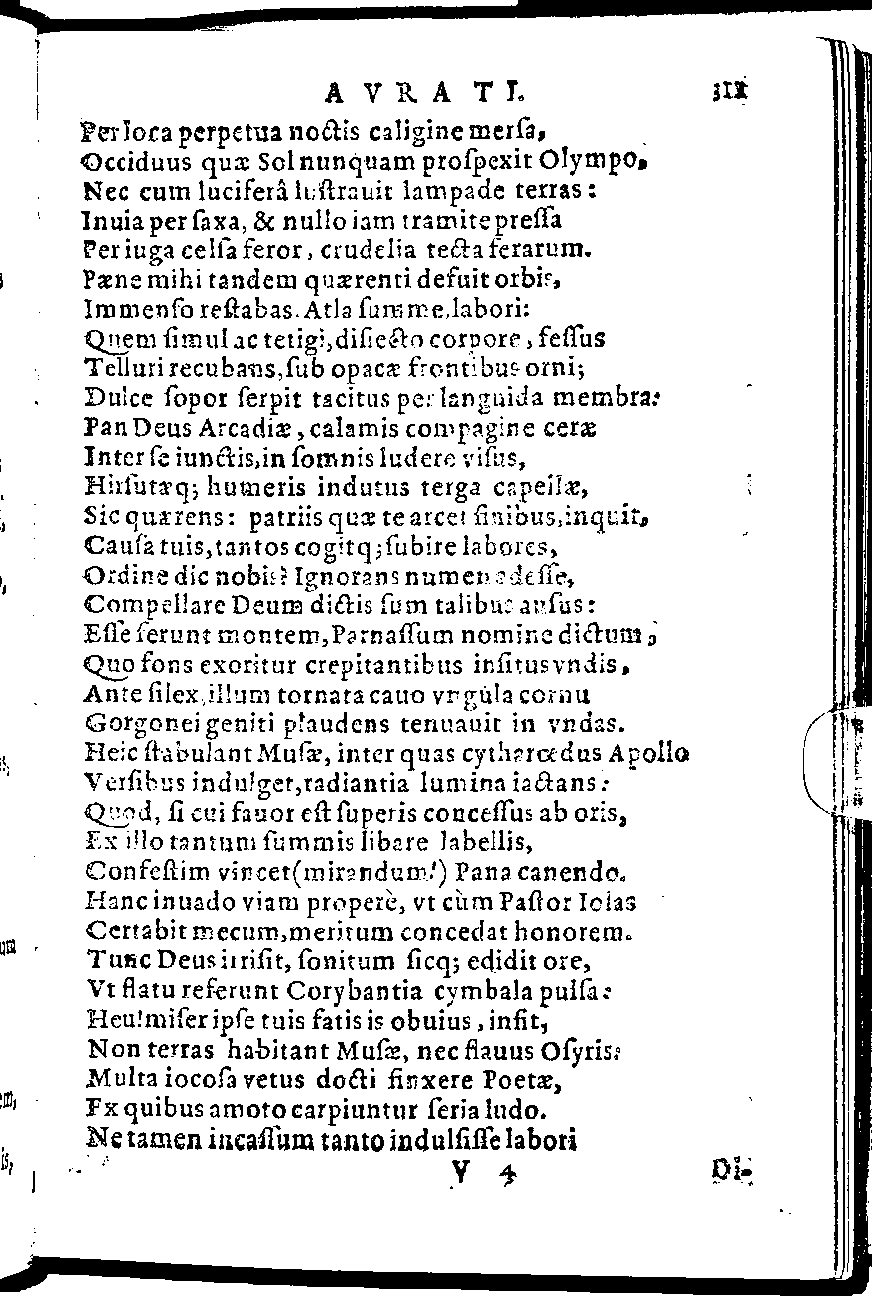 AVRATI. 311
Per loca perpetua noctis caligine mersa,
Occiduus quæ Sol nunquam prospexit Olympo,
Nec cum luciferâ lustrauit lampade terras:
Inuia per saxa, & nullo iam tramite pressa
Per iuga celsa feror, crudelia tecta ferarum.
Pæne mihi tandem quærenti defuit orbis,
Immenso restabas. Atla summe, labori:
Quem simul ac tetigi, disiecto corpore, fessus
Telluri recubans, sub opacæ frontibus orni;
Dulce sopor serpit tacitus per languida membra:
Pan Deus Arcadiæ, calamis compagine ceræ
Inter se iunctis, in somnis ludere visus,
Hirsutæq; humeris indutus terga capellæ,
Sic quærens: patriis quæ te arcet finibus, inquit,
Causa tuis, tantos cogitq; subire labores,
Ordine dic nobis? Ignorans numen adesse,
Compellare Deum dictis sum talibus ausus:
Esse ferunt montem, Parnassum nomine dictum,
Quo fons exoritur crepitantibus insitus vndis,
Ante silex, illum tornata cauo vngula cornu
Gorgonei geniti plaudens tenuauit in vndas.
Heic stabulant Musæ, inter quas cytharœdus Apollo
Versibus indulget, radiantia lumina iactans:
Quod, si cui fauor est superis concessus ab oris,
Ex illo tantum summis libare labellis,
Confestim vincet (mirandum!) Pana canendo.
Hanc inuado viam properè, vt cùm Pastor Iolas
Certabit mecum, meritum concedat honorem.
Tunc Deus irrisit, sonitum sicq; edidit ore,
Vt flatu referunt Corybantia cymbala pulsa:
Heu! miser ipse tuis fatis is obuius, insit,
Non terras habitant Musæ, nec flauus Osyris:
Multa iocosa vetus docti finxere Poetæ,
Ex quibus amoto carpiuntur seria ludo.
Ne tamen incassum tanto indulsisse labori
V 4 Di-